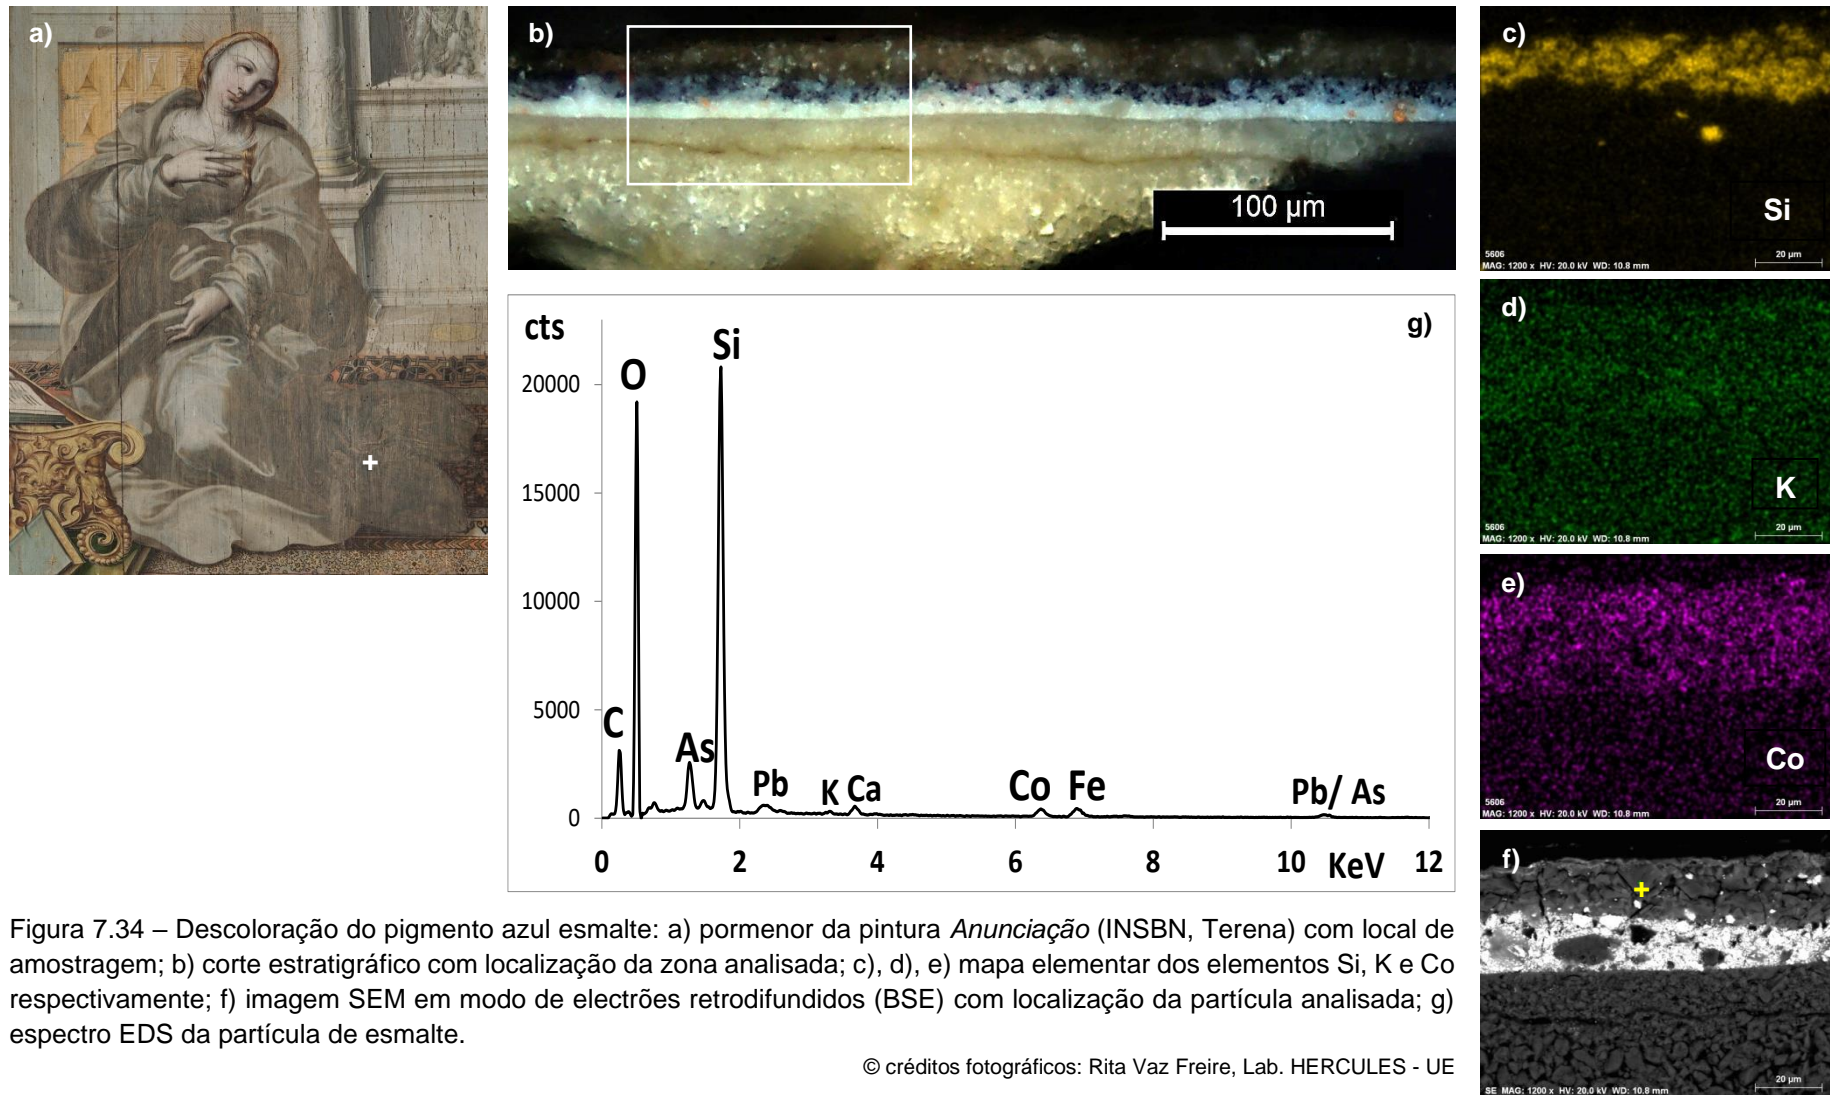 a)
b)
100 µm
c)
Si
5606
MAG: 1200 x HV: 20.0 kV WD: 10.8 mm
20 µm
d)
K
5606
MAG: 1200 x HV: 20.0 kV WD: 10.8 mm
20 µm
e)
Co
5606
MAG: 1200 x HV: 20.0 kV WD: 10.8 mm
20 µm
f)
SE MAG: 1200 x HV: 20.0 kV WD: 10.8 mm
20 µm
g)
cts
20000
15000
10000
5000
0
C
O
As
Si
Pb
K
Ca
Co
Fe
Pb/ As
0 2 4 6 8 10 KeV 12
Figura 7.34 – Descoloração do pigmento azul esmalte: a) pormenor da pintura Anunciação (INSBN, Terena) com local de
amostragem; b) corte estratigráfico com localização da zona analisada; c), d), e) mapa elementar dos elementos Si, K e Co
respectivamente; f) imagem SEM em modo de electrões retrodifundidos (BSE) com localização da partícula analisada; g)
espectro EDS da partícula de esmalte.
© créditos fotográficos: Rita Vaz Freire, Lab. HERCULES - UE